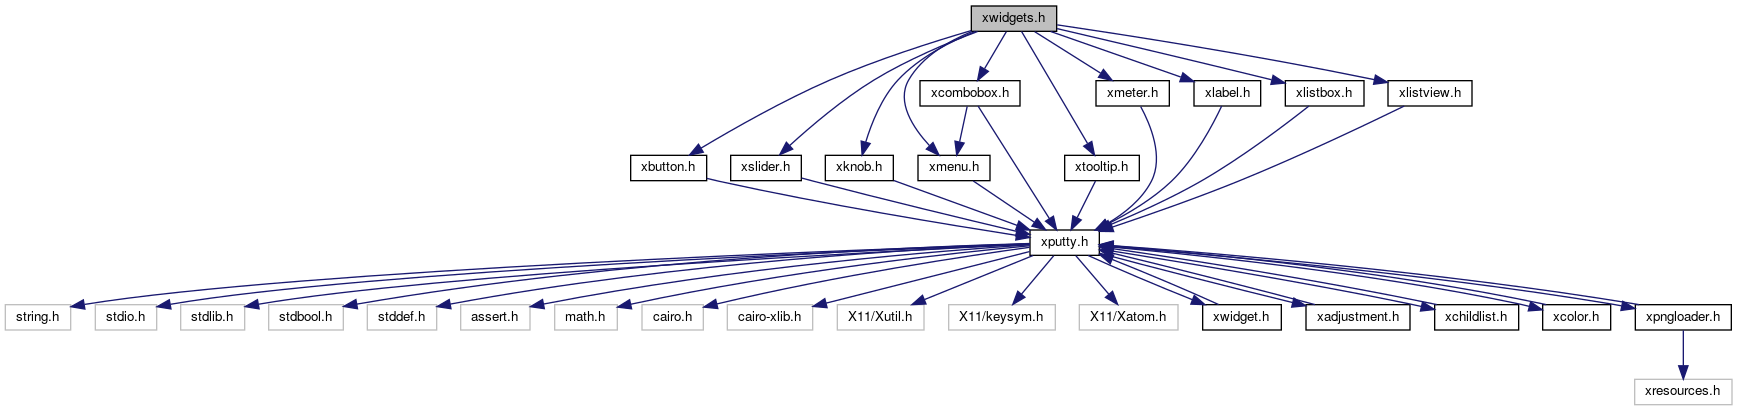 xwidgets.h
xcombobox.h
xmeter.h
xlabel.h
xlistbox.h
xlistview.h
xbutton.h
xslider.h
xknob.h
xmenu.h
xtooltip.h
xputty.h
string.h
stdio.h
stdlib.h
stdbool.h
stddef.h
assert.h
math.h
cairo.h
cairo-xlib.h
X11/Xutil.h
X11/keysym.h
X11/Xatom.h
xwidget.h
xadjustment.h
xchildlist.h
xcolor.h
xpngloader.h
xresources.h